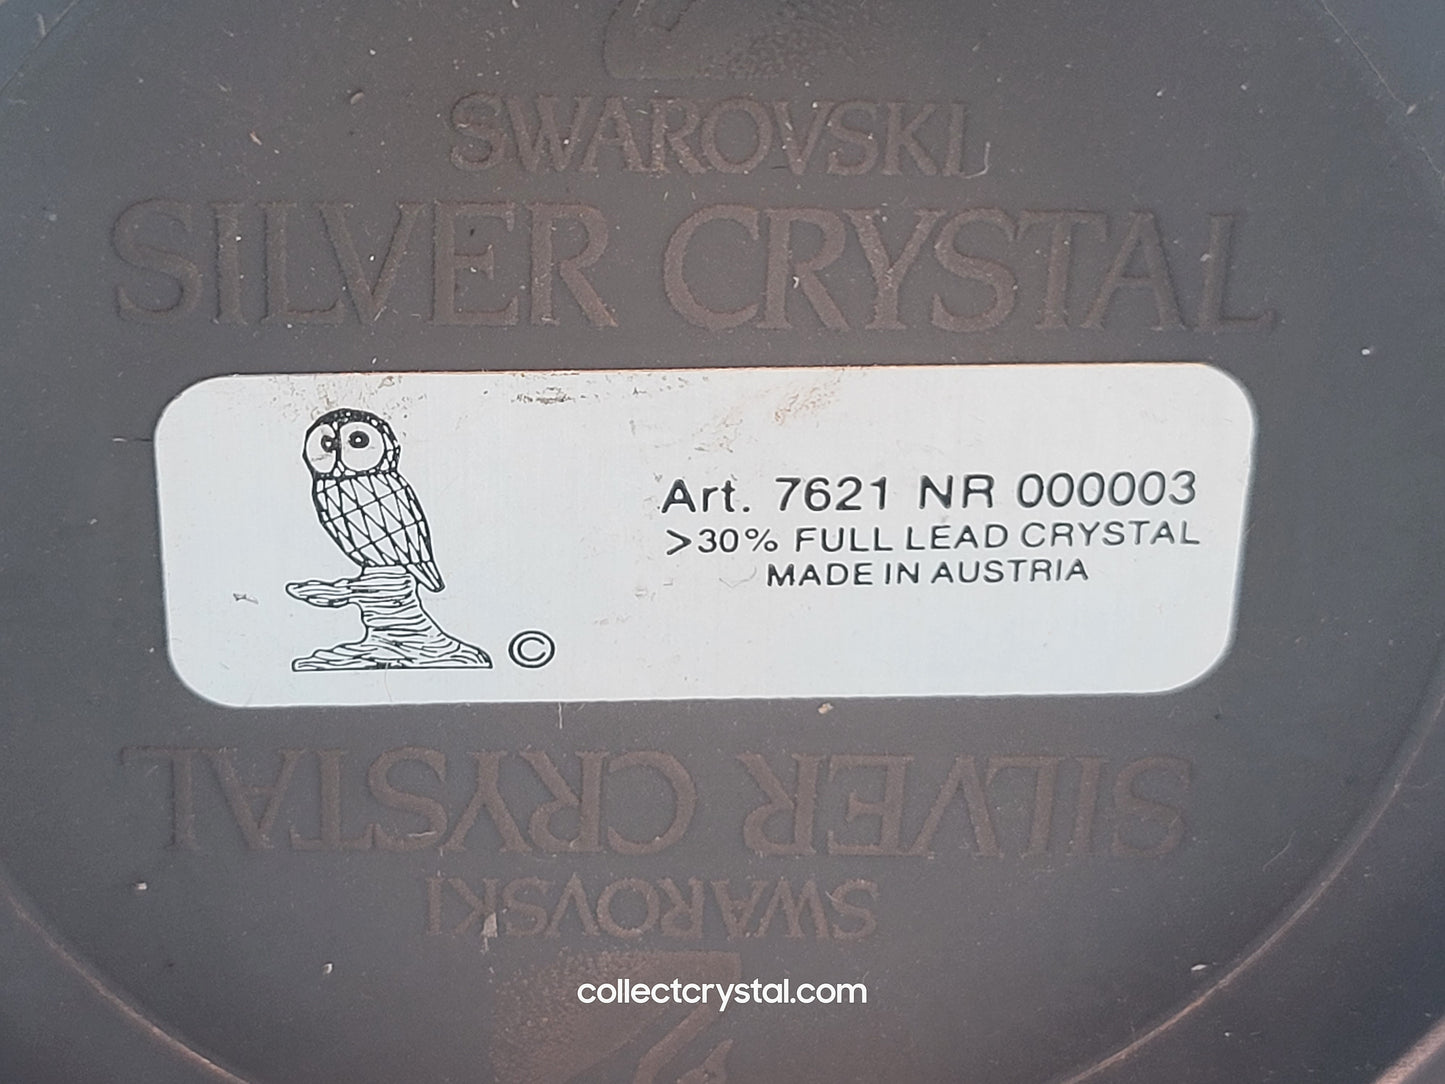 SWAROVSKI
SILVER CRYSTAL
Art. 7621 NR 000003
>30% FULL LEAD CRYSTAL
MADE IN AUSTRIA
©
SILVER CRYSTAL
SWAROVSKI
collectcrystal.com